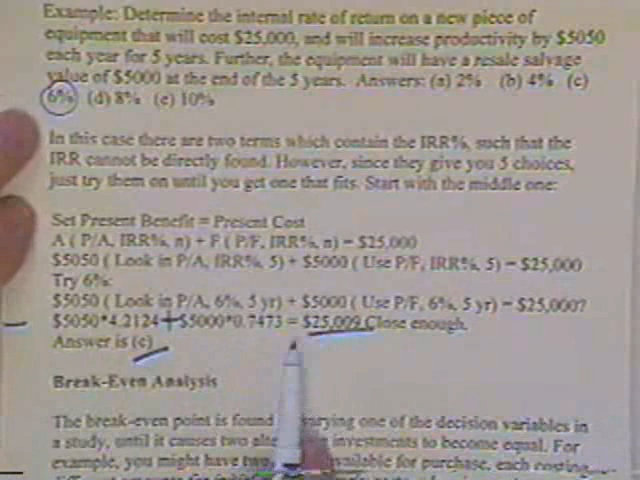 Example: Determine the internal rate of return on a new piece of
equipment that will cost $25,000, and will increase productivity by $5050
each year for 5 years. Further, the equipment will have a resale salvage
value of $5000 at the end of the 5 years. Answers: (a) 2% (b) 4% (c)
6% (d) 8% (e) 10%
In this case there are two terms which contain the IRR%, such that the
IRR cannot be directly found. However, since they give you 5 choices,
just try them on until you get one that fits. Start with the middle one:
Set Present Benefit = Present Cost
A ( P/A, IRR%, n) + F ( P/F, IRR%, n) = $25,000
$5050 ( Look in P/A, IRR%, 5) + $5000 ( Use P/F, IRR%, 5) = $25,000
Try 6%:
$5050 ( Look in P/A, 6%, 5 yr) + $5000 ( Use P/F, 6%, 5 yr) = $25,000?
$5050*4.2124 + $5000*0.7473 = $25,009 Close enough.
Answer is (c)
Break-Even Analysis
The break-even point is found varying one of the decision variables in
a study, until it causes two investments to become equal. For
example, you might have two, available for purchase, each costing